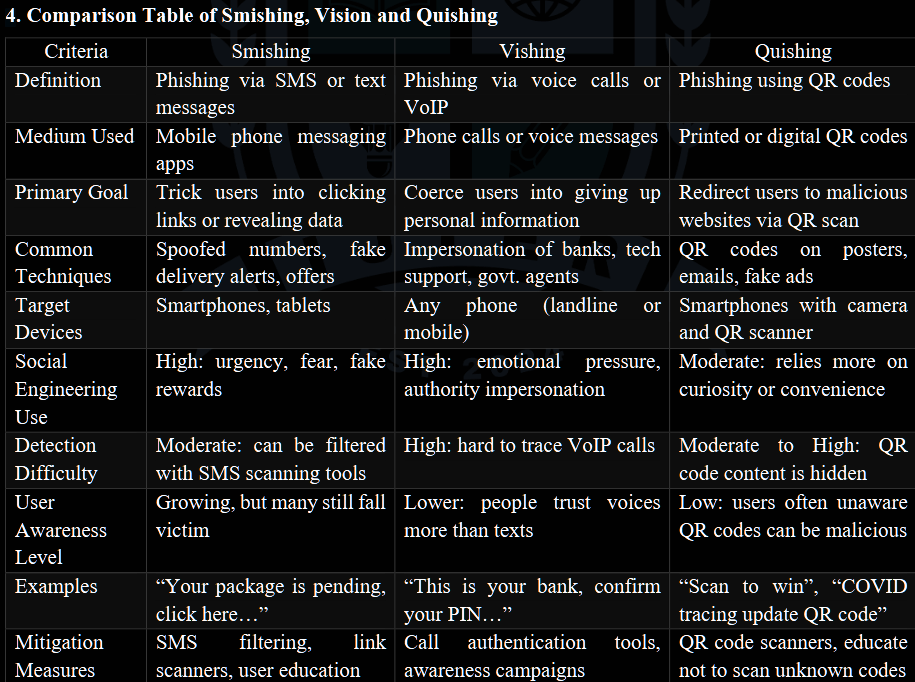 4. Comparison Table of Smishing, Vision and Quishing
Criteria Smishing Vishing Quishing
Definition Phishing via SMS or text Phishing via voice calls or Phishing using QR codes
messages VoIP
Medium Used Mobile phone messaging Phone calls or voice messages Printed or digital QR codes
apps
Primary Goal Trick users into clicking Coerce users into giving up Redirect users to malicious
links or revealing data personal information websites via QR scan
Common Spoofed numbers, fake Impersonation of banks, tech QR codes on posters,
Techniques delivery alerts, offers support, govt. agents emails, fake ads
Target Smartphones, tablets Any phone (landline or Smartphones with camera
Devices mobile) and QR scanner
Social High: urgency, fear, fake High: emotional pressure, Moderate: relies more on
Engineering rewards authority impersonation curiosity or convenience
Use
Detection Moderate: can be filtered High: hard to trace VoIP calls Moderate to High: QR
Difficulty with SMS scanning tools code content is hidden
User Growing, but many still fall Lower: people trust voices Low: users often unaware
Awareness victim more than texts QR codes can be malicious
Level
Examples “Your package is pending, “This is your bank, confirm “Scan to win”, “COVID
click here…” your PIN…” tracing update QR code”
Mitigation SMS filtering, link Call authentication tools, QR code scanners, educate
Measures scanners, user education awareness campaigns not to scan unknown codes